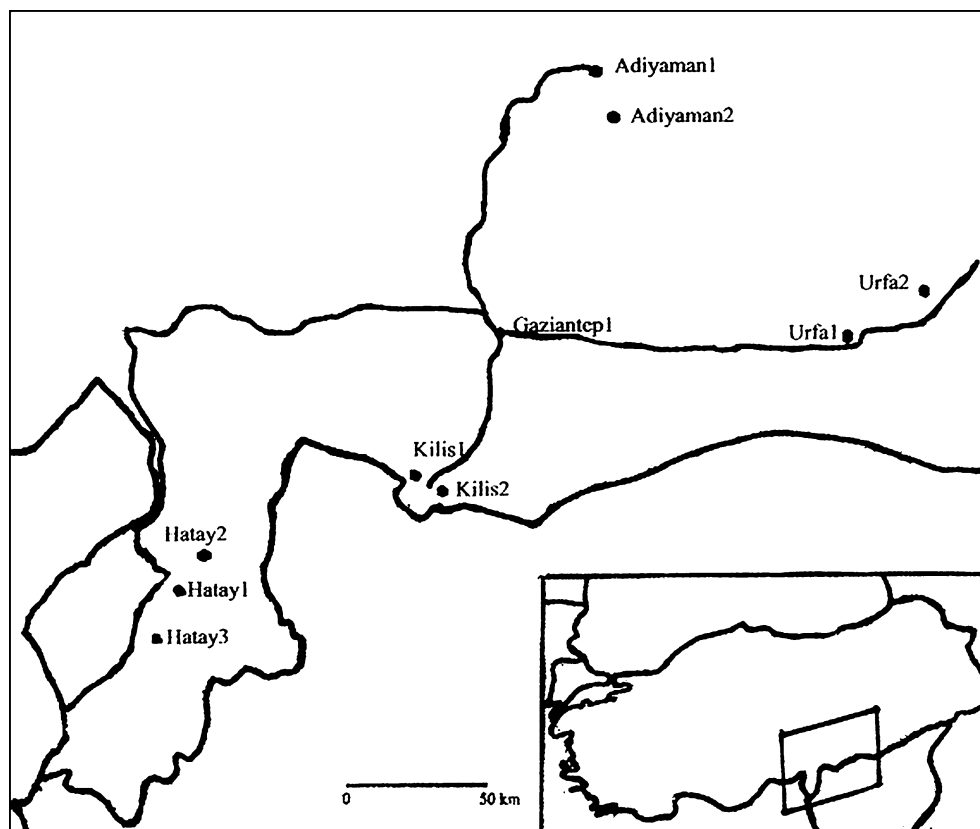 Adiyaman1
Adiyaman2
Urfa2
Gaziantep1
Urfa1
Kilis1
Kilis2
Hatay2
Hatay1
Hatay3
0 50 km